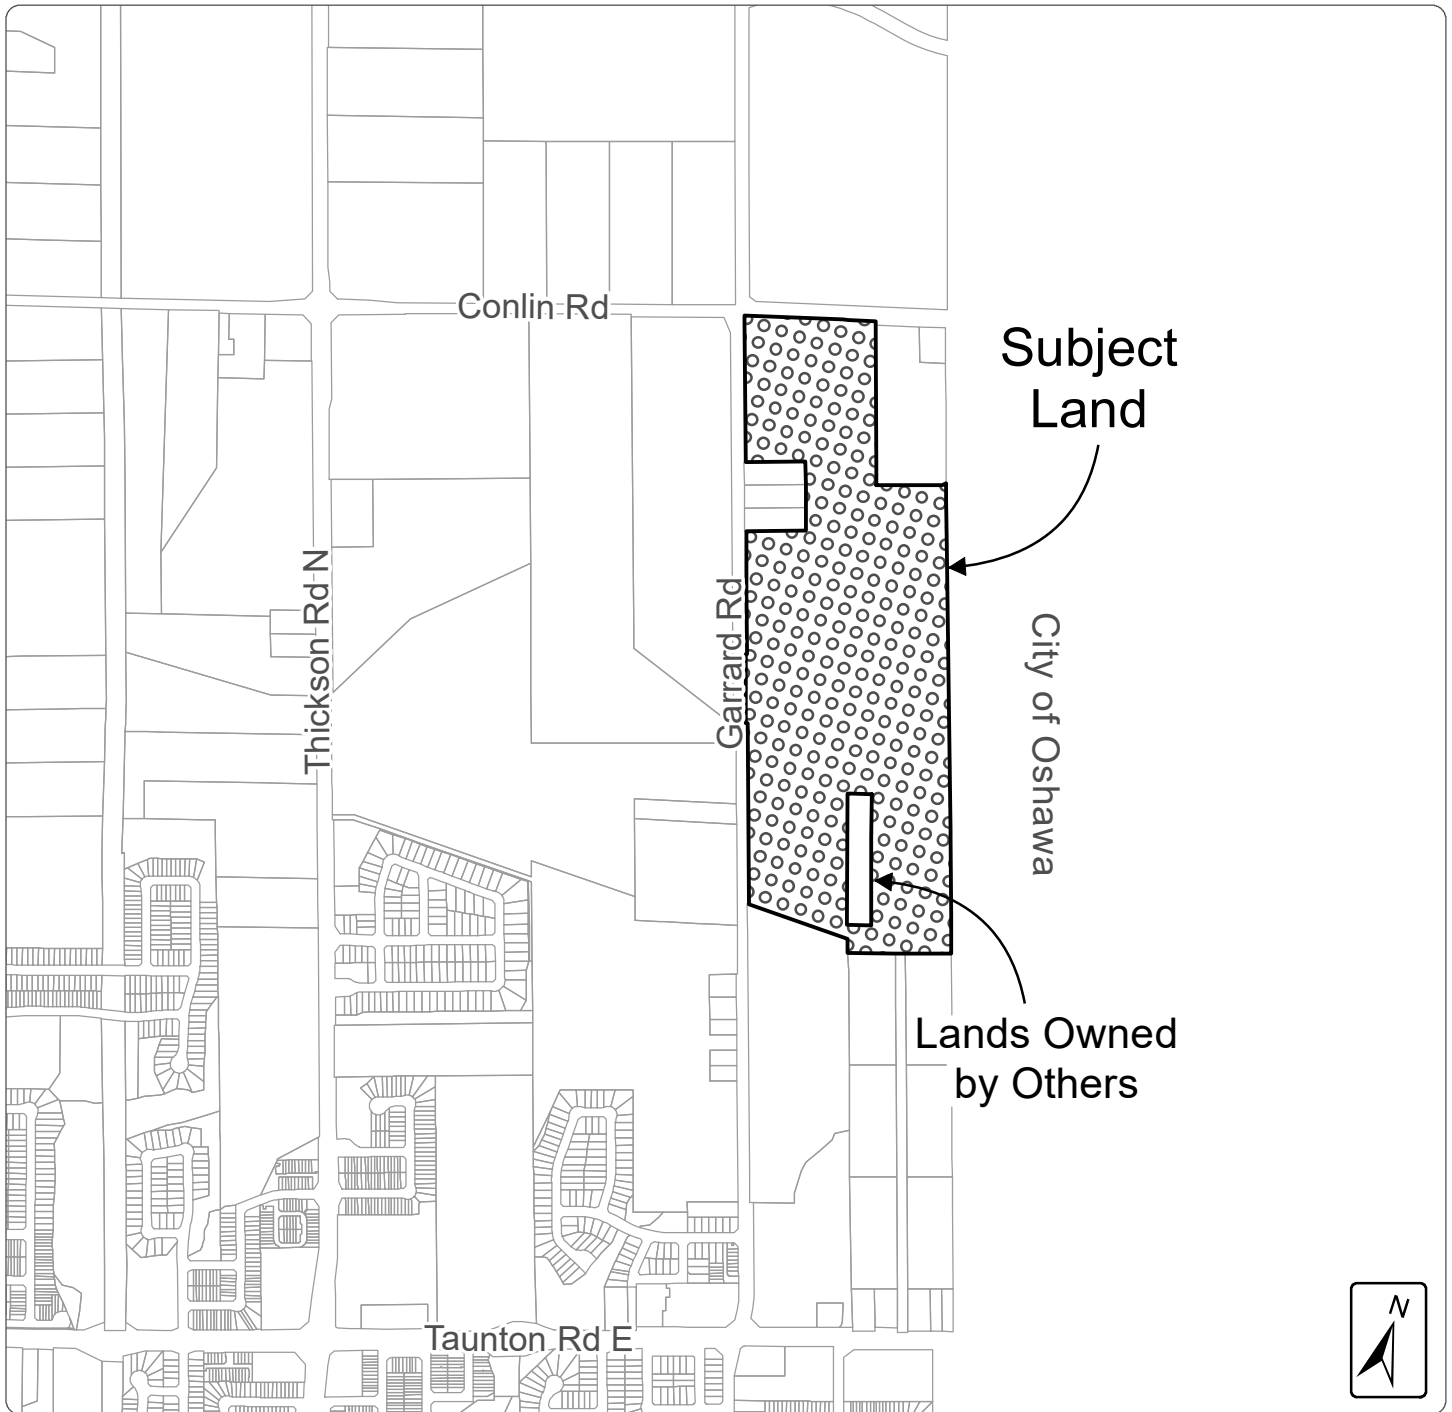 Conlin Rd
Subject
Land
Thickson Rd N
Garrard Rd
City of Oshawa
Lands Owned
by Others
Taunton Rd E
N